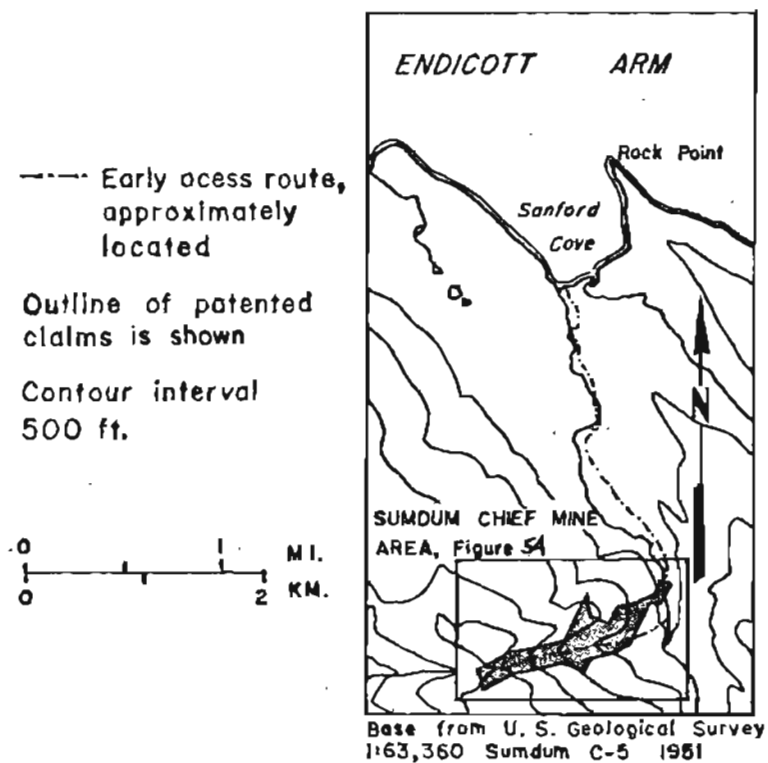 ENDICOTT ARM
Rock Point
Sanford
Cove
Early acess route,
approximately
located
Outline of patented
claims is shown
Contour interval
500 ft.
N
SUMDUM CHIEF MINE
AREA, Figure 5A
0 1 MI.
0 2 KM.
Base from U. S. Geological Survey
1:63,360 Sumdum C-5 1951